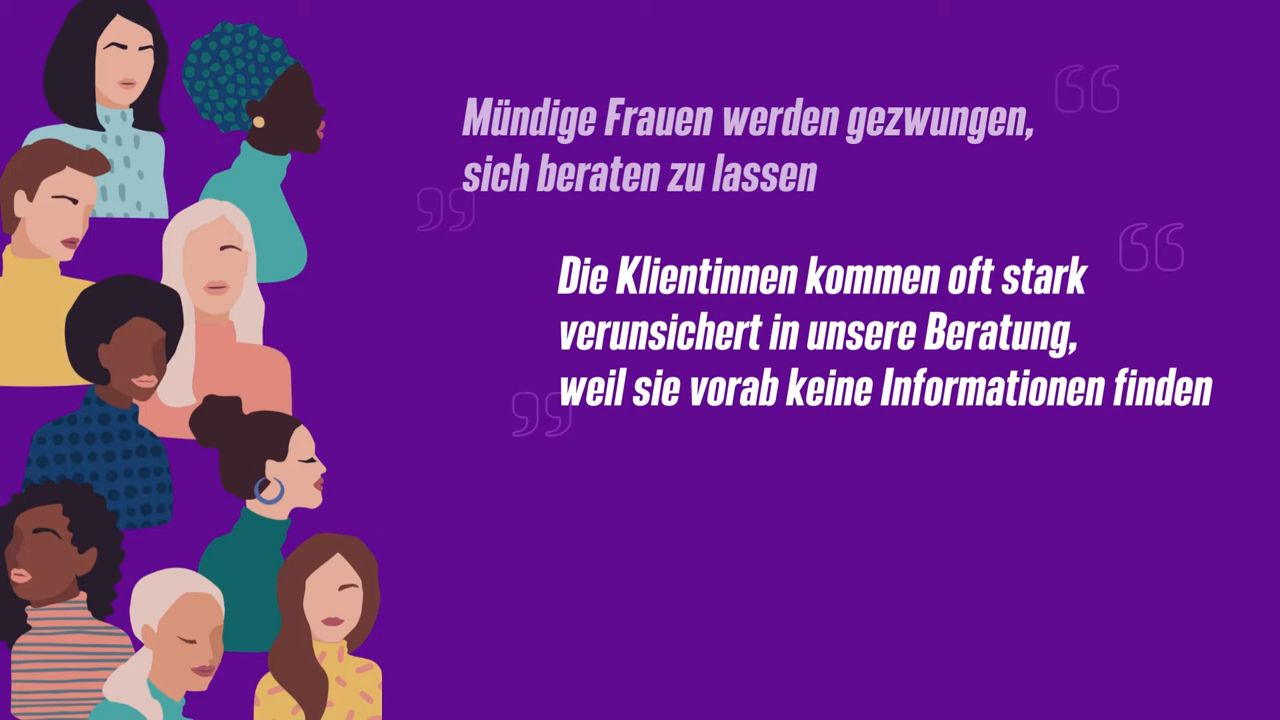 Mündige Frauen werden gezwungen,
sich beraten zu lassen
Die Klientinnen kommen oft stark
verunsichert in unsere Beratung,
weil sie vorab keine Informationen finden